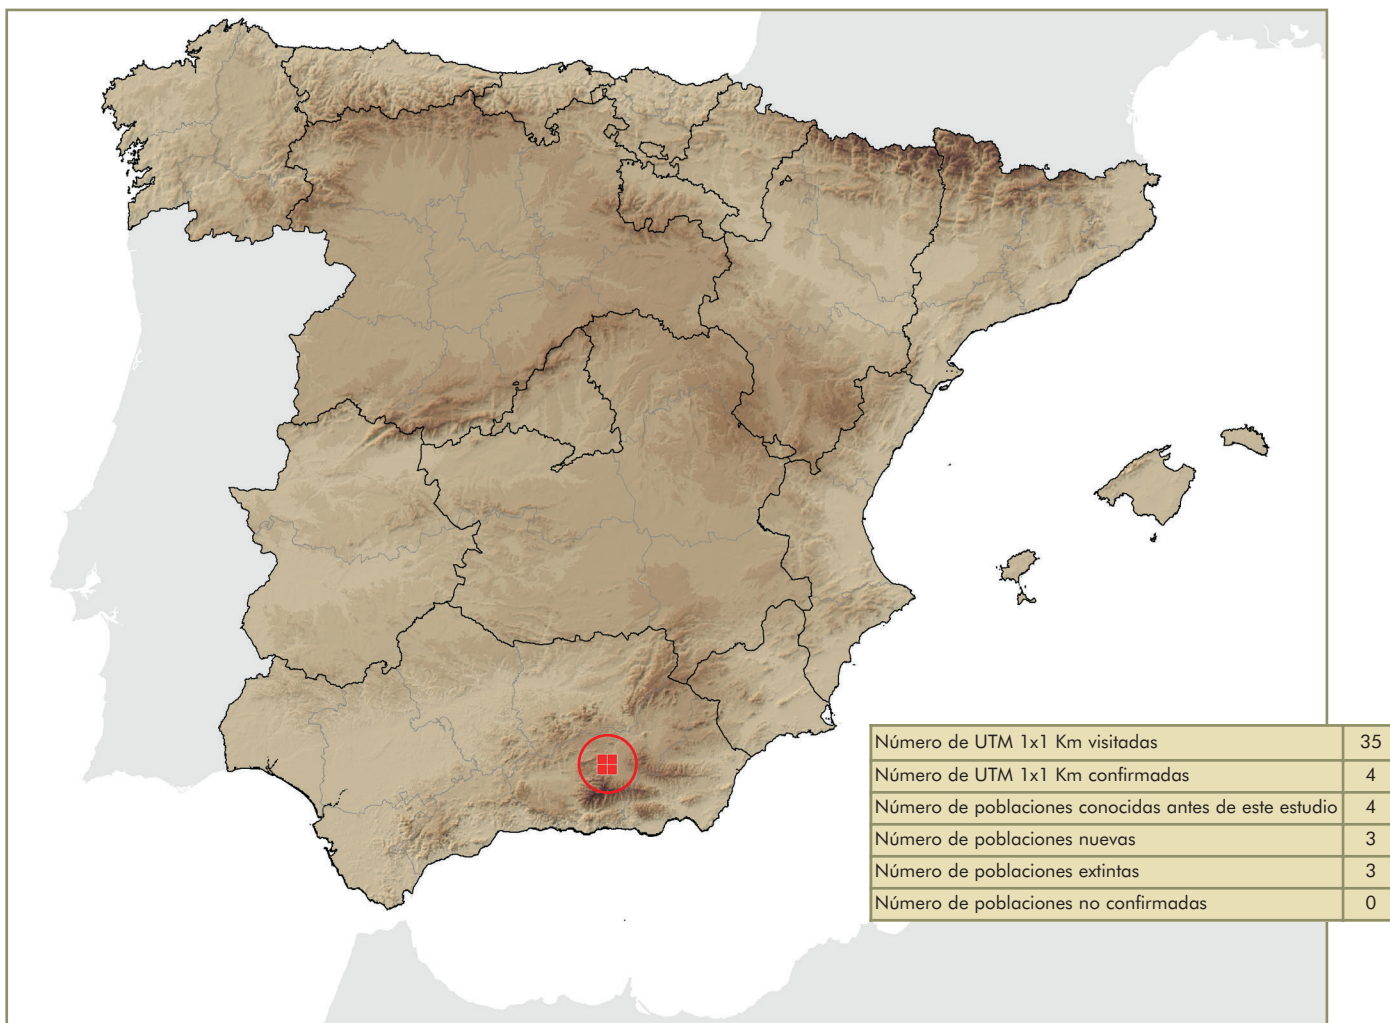 Número de UTM 1x1 Km visitadas 35
Número de UTM 1x1 Km confirmadas 4
Número de poblaciones conocidas antes de este estudio 4
Número de poblaciones nuevas 3
Número de poblaciones extintas 3
Número de poblaciones no confirmadas 0